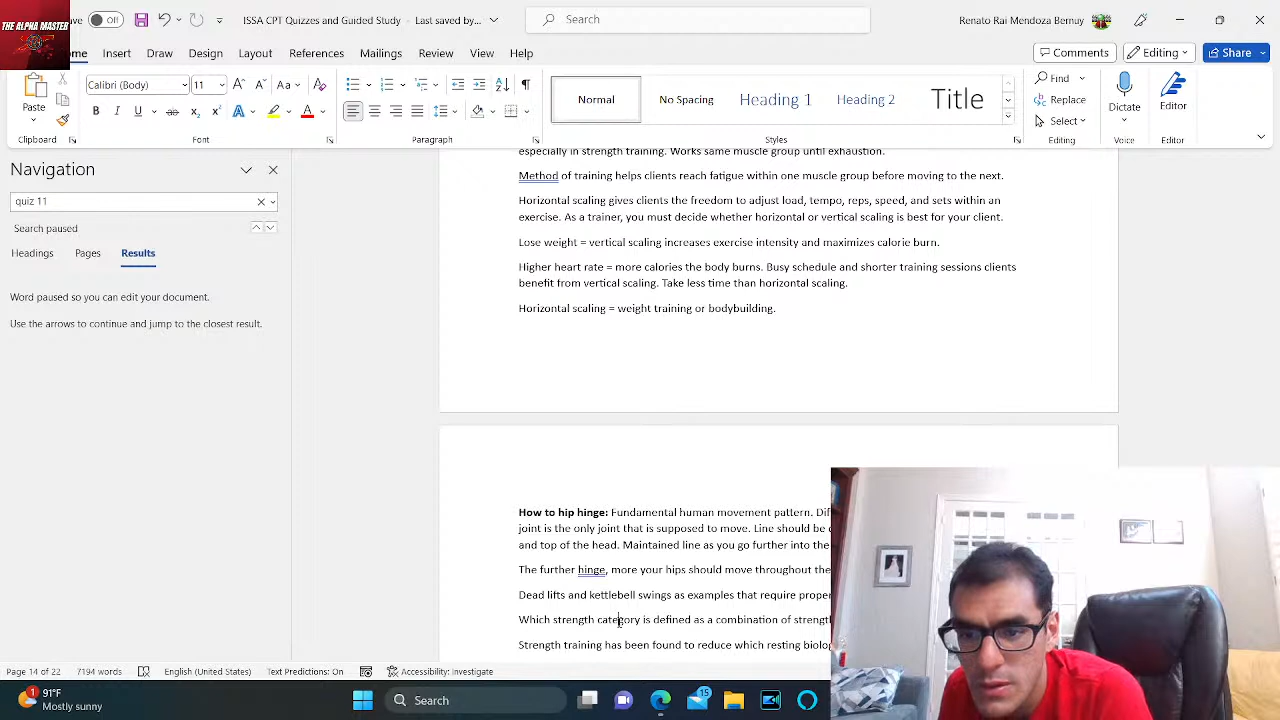 THE ALPHA MASTER
Off
ISSA CPT Quizzes and Guided Study • Last saved by...
Search
Renato Rai Mendoza Bernuy
Insert Draw Design Layout References Mailings Review View Help
Comments Editing Share
Calibri (Body) 11 Aa
Normal No Spacing Heading 1 Heading 2 Title
Find
Replace
Select
Paste
Dictate
Editor
Clipboard Font Paragraph Styles Editing Voice Editor
Navigation
quiz 11
Search paused
Headings Pages Results
Word paused so you can edit your document.
Use the arrows to continue and jump to the closest result.
especially in strength training. Works same muscle group until exhaustion.
Method of training helps clients reach fatigue within one muscle group before moving to the next.
Horizontal scaling gives clients the freedom to adjust load, tempo, reps, speed, and sets within an
exercise. As a trainer, you must decide whether horizontal or vertical scaling is best for your client.
Lose weight = vertical scaling increases exercise intensity and maximizes calorie burn.
Higher heart rate = more calories the body burns. Busy schedule and shorter training sessions clients
benefit from vertical scaling. Take less time than horizontal scaling.
Horizontal scaling = weight training or bodybuilding.
How to hip hinge: Fundamental human movement pattern.
joint is the only joint that is supposed to move. Line should be
and top of the head. Maintained line as you go further into the
The further hinge, more your hips should move throughout the
Dead lifts and kettlebell swings as examples that require proper
Which strength category is defined as a combination of strength
Strength training has been found to reduce which resting
Page 14 of 22 7194 words English (United States) Text Predictions: On Accessibility: Investigate
1 91°F
Mostly sunny
Search
15